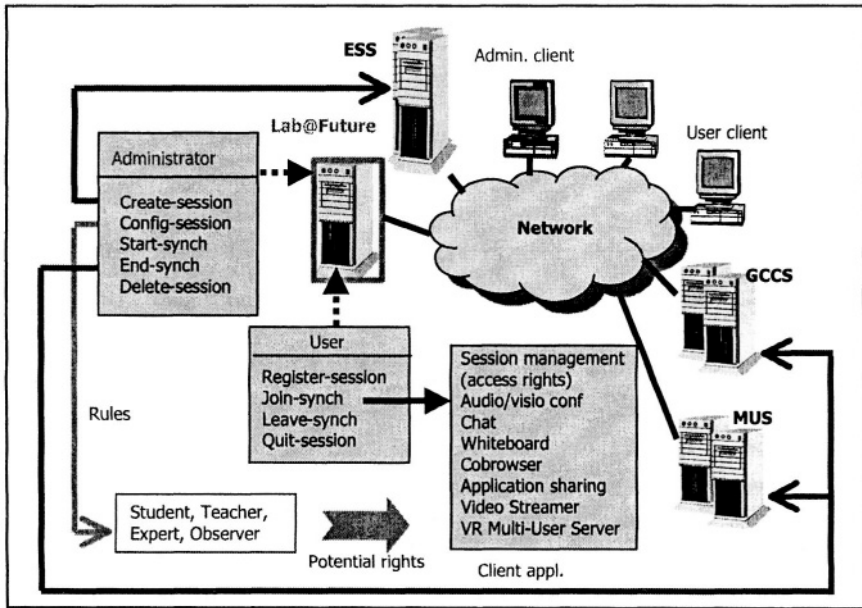 ESS
Admin. client
Lab@Future
User client
Administrator
Create-session
Config-session
Start-synch
End-synch
Delete-session
Network
GCCS
User
Register-session
Join-synch
Leave-synch
Quit-session
Session management
(access rights)
Audio/visio conf
Chat
Whiteboard
Cobrowser
Application sharing
Video Streamer
VR Multi-User Server
MUS
Rules
Student, Teacher,
Expert, Observer
Potential rights
Client appl.